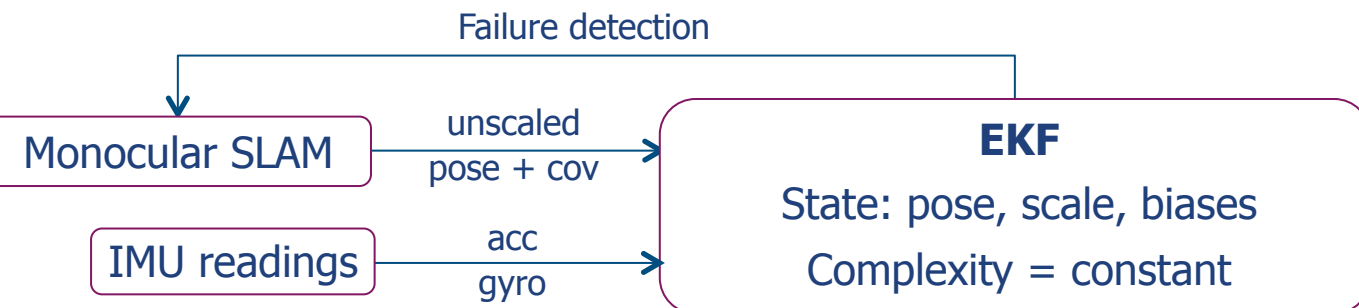 Failure detection
Monocular SLAM
unscaled
pose + cov
IMU readings
acc
gyro
EKF
State: pose, scale, biases
Complexity = constant